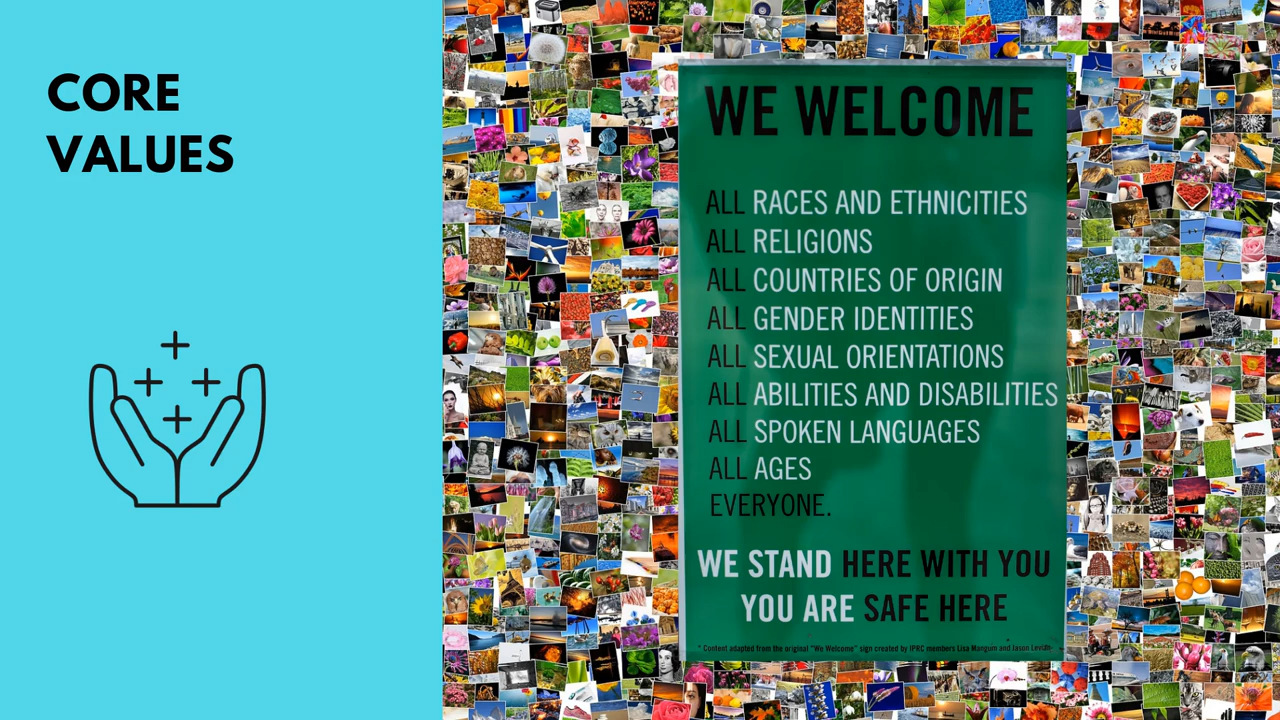 CORE
VALUES
WE WELCOME
ALL RACES AND ETHNICITIES
ALL RELIGIONS
ALL COUNTRIES OF ORIGIN
ALL GENDER IDENTITIES
ALL SEXUAL ORIENTATIONS
ALL ABILITIES AND DISABILITIES
ALL SPOKEN LANGUAGES
ALL AGES
EVERYONE.
WE STAND HERE WITH YOU
YOU ARE SAFE HERE
* Content adapted from the original "We Welcome" sign created by IPRC members Lisa Mangum and Jason Levian